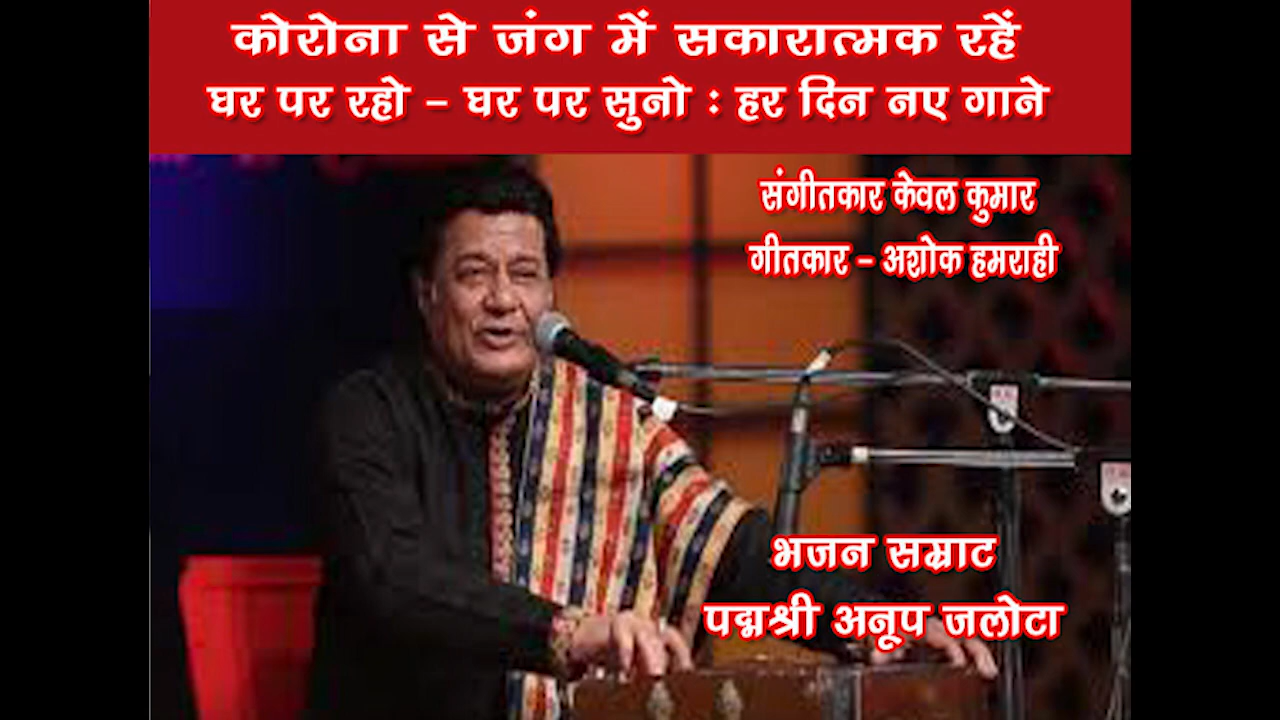 कोरोना से जंग में सकारात्मक रहें
घर पर रहो - घर पर सुनो : हर दिन नए गाने
संगीतकार केवल कुमार
गीतकार - अशोक हमराही
भजन सम्राट
पद्मश्री अनूप जलोटा